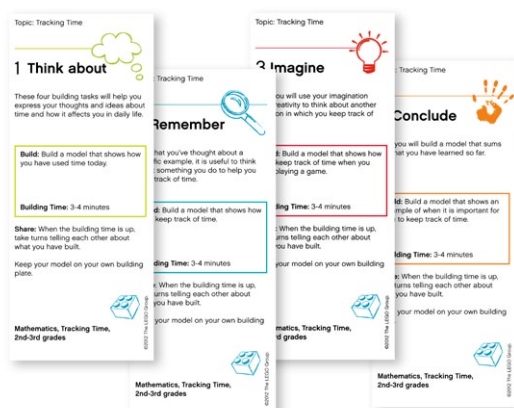 Topic: Tracking Time
1 Think about
These four building tasks will help you
express your thoughts and ideas about
time and how it affects you in daily life.
Build: Build a model that shows how
you have used time today.
Building Time: 3-4 minutes
Share: When the building time is up,
take turns telling each other about
what you have built.
Keep your model on your own building
plate.
Mathematics, Tracking Time,
2nd-3rd grades
©2012 The LEGO Group.
Tracking Time
Remember
you've thought about a
example, it is useful to think
something you do to help you
track of time.
Build a model that shows how
keep track of time.
Time: 3-4 minutes
When the building time is up,
turns telling each other about
you have built.
your model on your own building
Mathematics, Tracking Time,
2nd-3rd grades
©2012 The LEGO Group.
Topic: Tracking Time
3 Imagine
you will use your imagination
to think about another
in which you keep track of
Build a model that shows how
keep track of time when you
playing a game.
Time: 3-4 minutes
When the building time is up,
turns telling each other about
you have built.
your model on your own building
Tracking Time,
grades
©2012 The LEGO Group.
Tracking Time
Conclude
you will build a model that sums
you have learned so far.
Build a model that shows an
of when it is important for
to keep track of time.
Time: 3-4 minutes
When the building time is up,
turns telling each other about
you have built.
your model on your own building
Tracking Time,
grades
©2012 The LEGO Group.